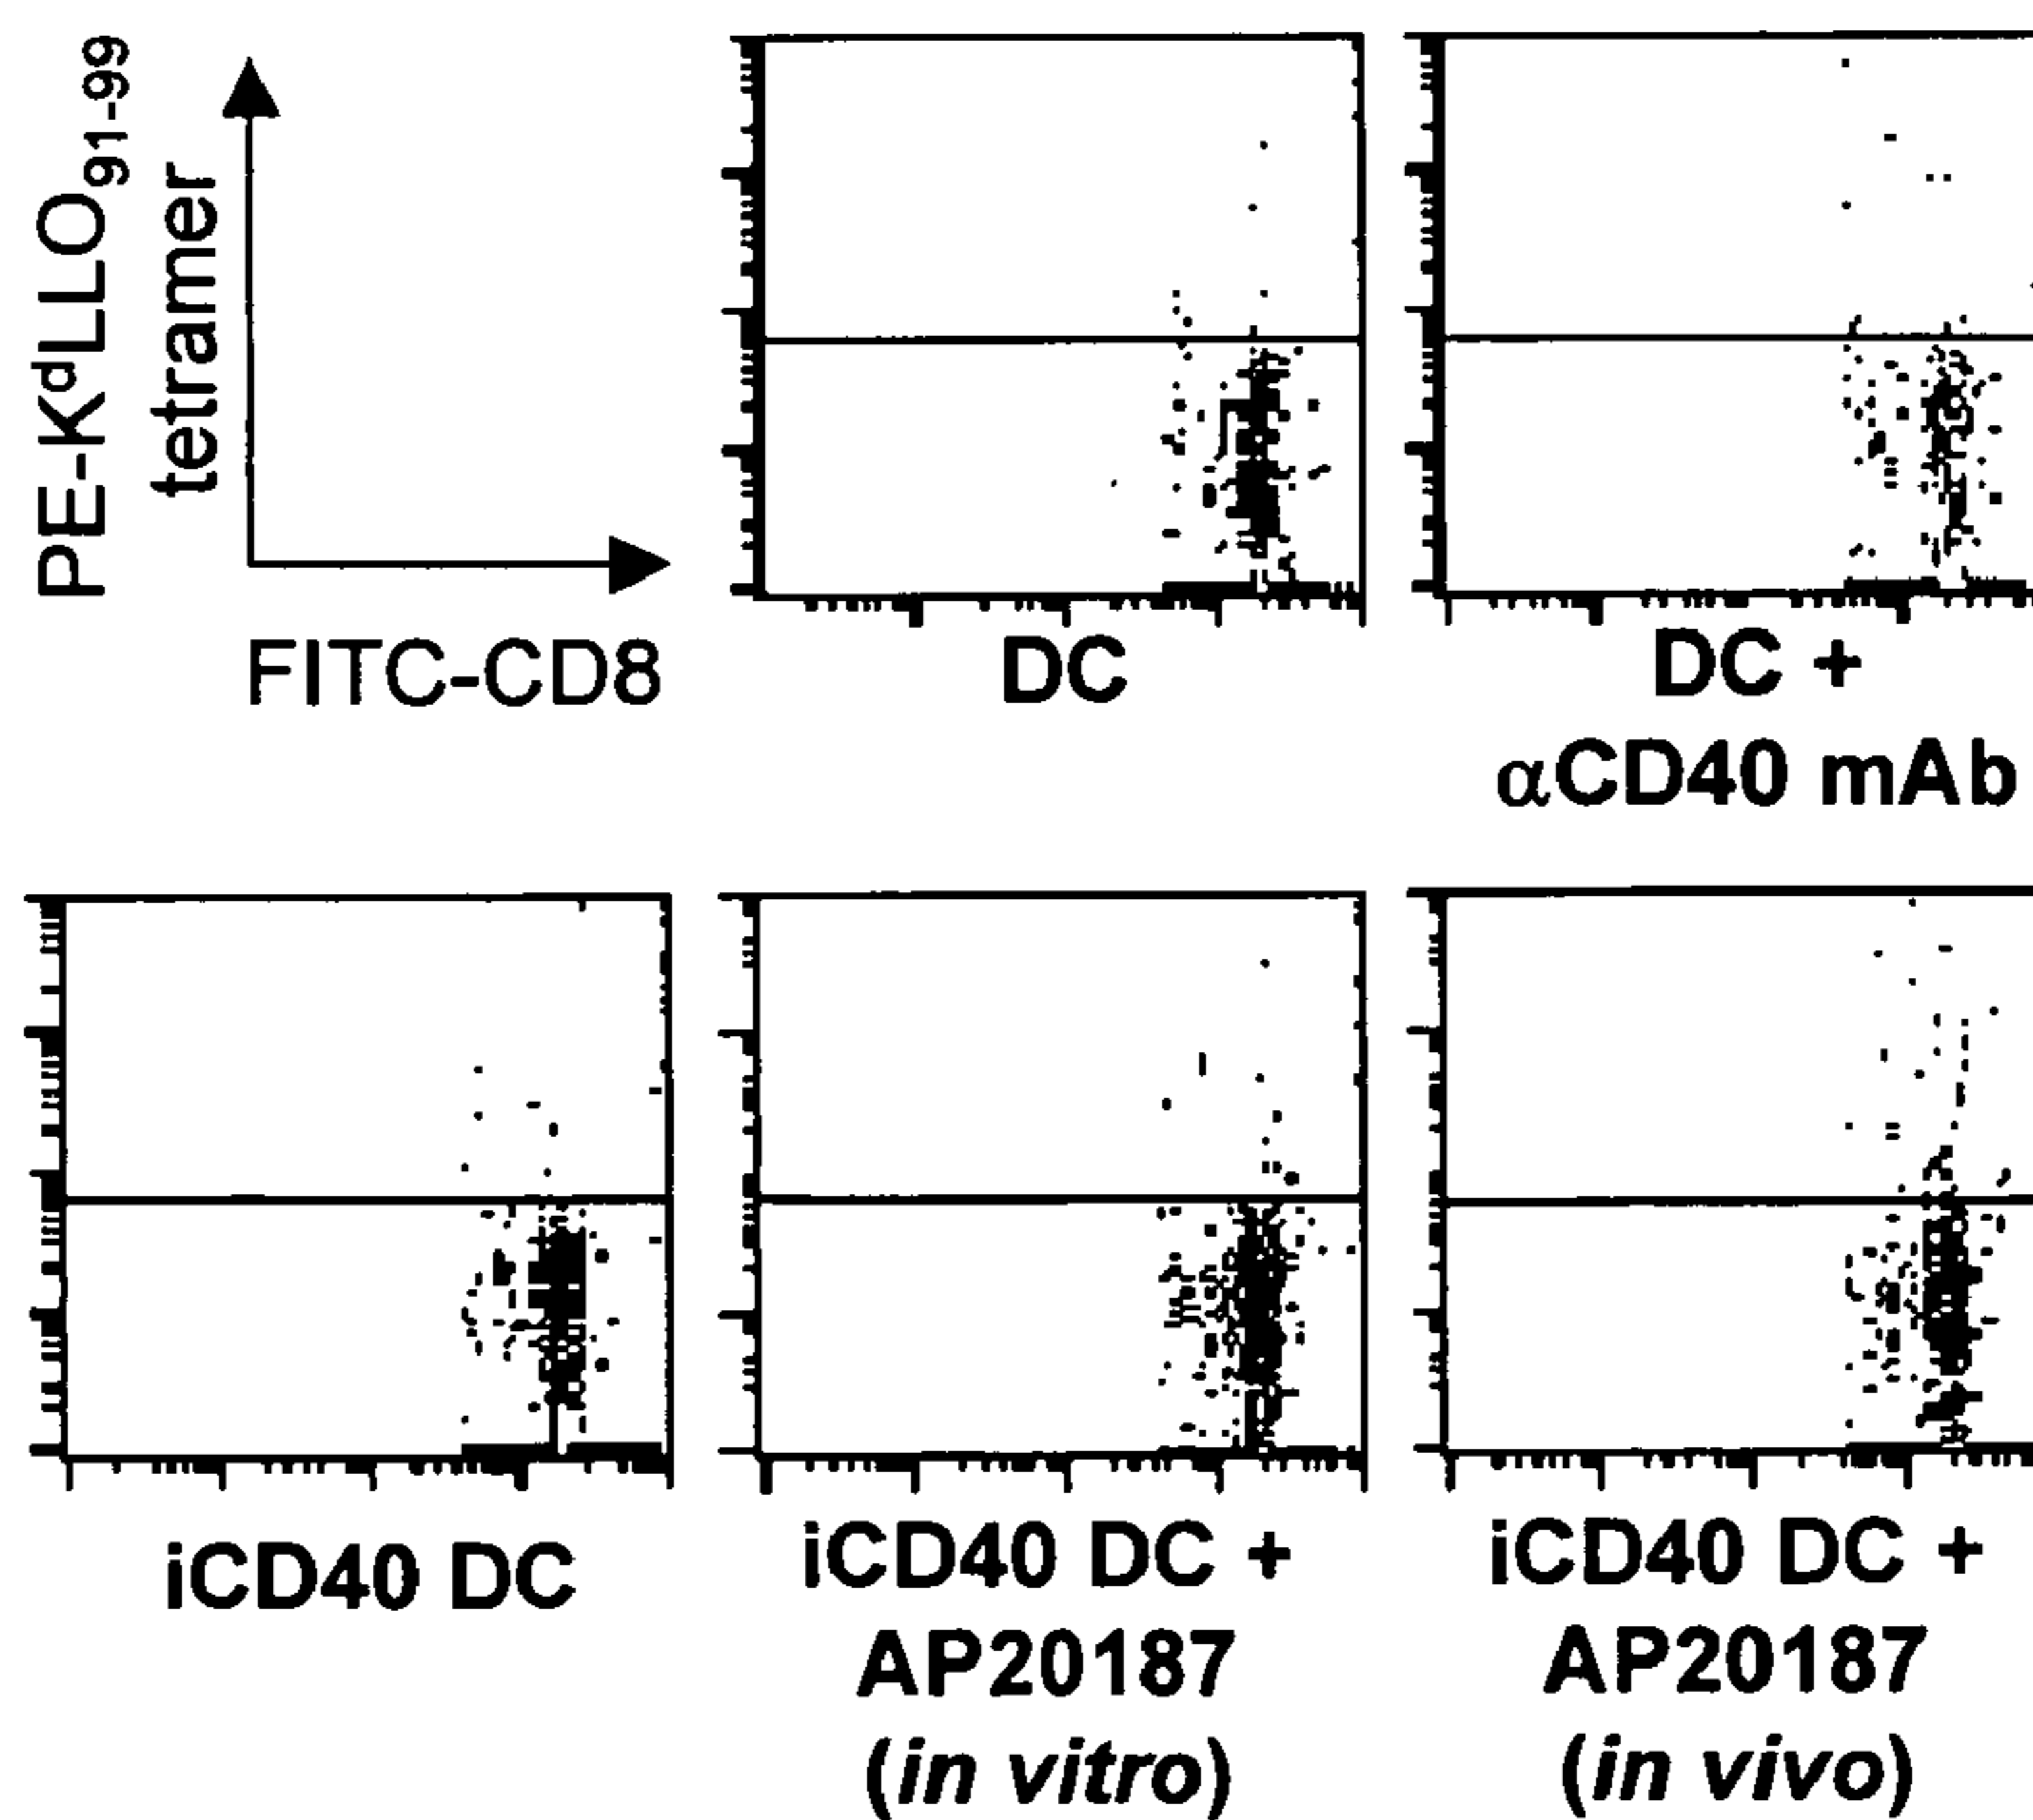 PE-KᵈLLO₉₁₋₉₉
tetramer
FITC-CD8
DC
DC +
αCD40 mAb
iCD40 DC
iCD40 DC +
AP20187
(in vitro)
iCD40 DC +
AP20187
(in vivo)